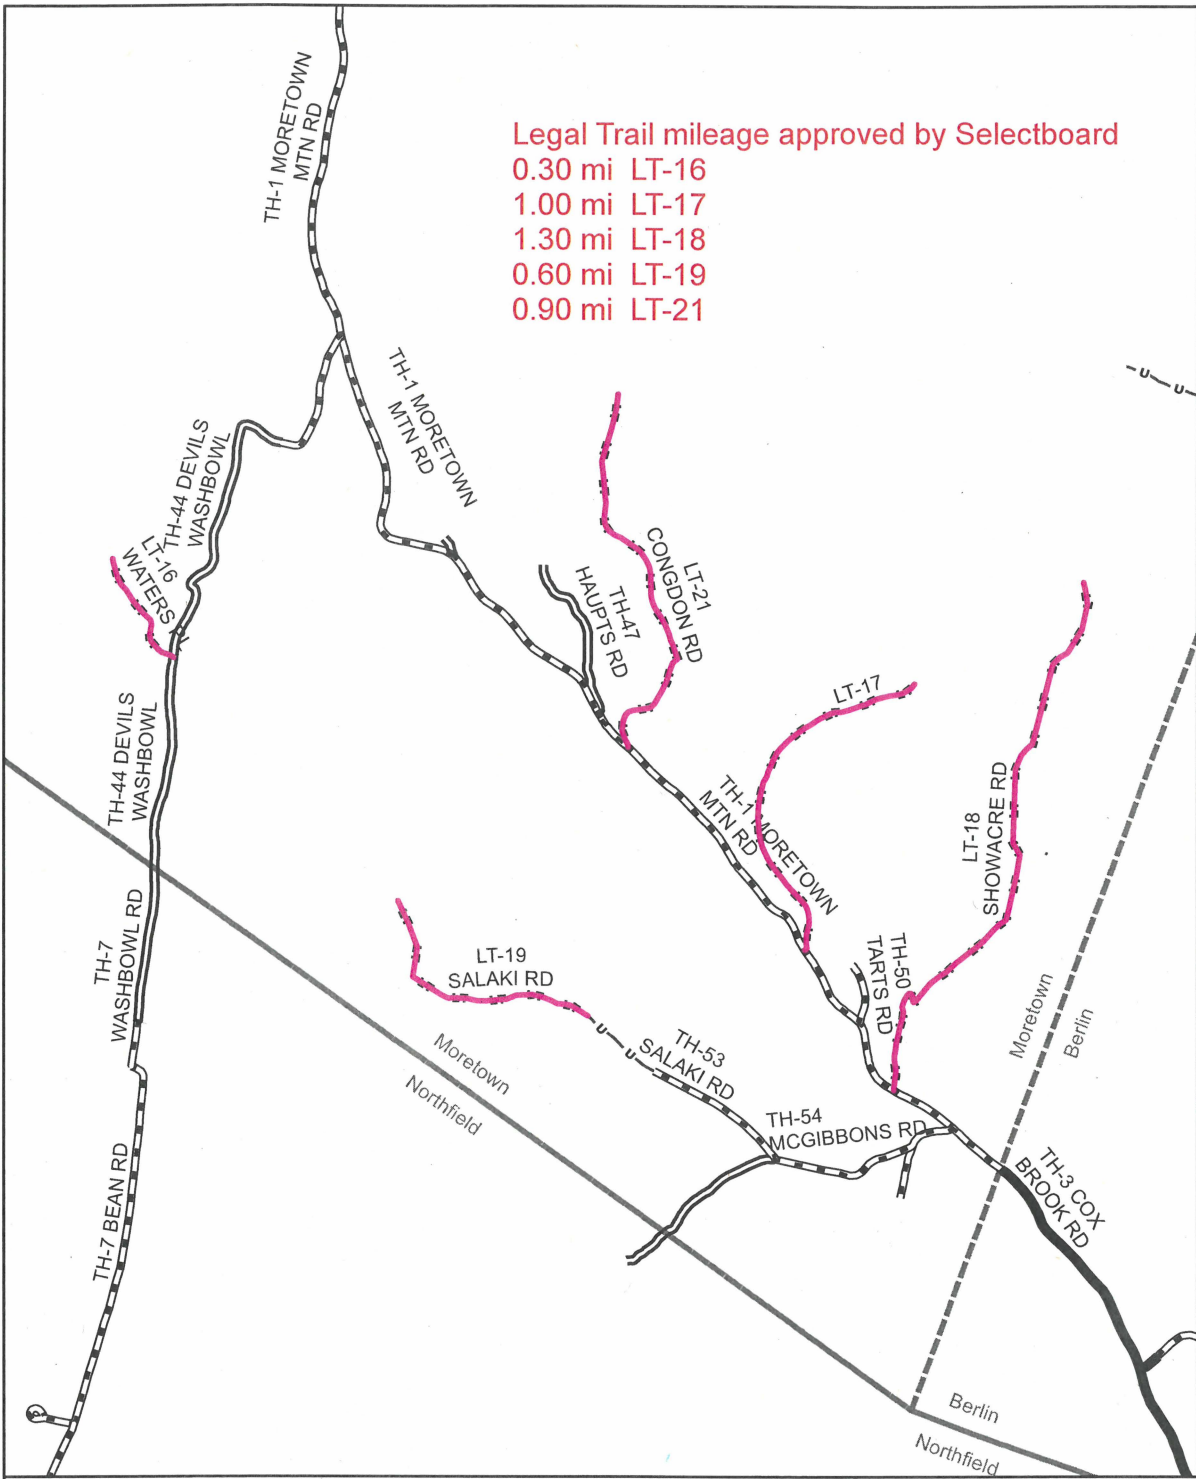 TH-1 MORETOWN
MTN RD
Legal Trail mileage approved by Selectboard
0.30 mi LT-16
1.00 mi LT-17
1.30 mi LT-18
0.60 mi LT-19
0.90 mi LT-21
TH-1 MORETOWN
MTN RD
U
U
TH-44 DEVILS
WASHBOWL
LT-16
WATERS
LT-21
CONGDON RD
TH-47
HAUPTS RD
LT-17
TH-44 DEVILS
WASHBOWL
TH-1 MORETOWN
MTN RD
LT-18
SHOWACRE RD
TH-7
WASHBOWL RD
LT-19
SALAKI RD
TH-50
TARTS RD
Moretown
Berlin
U
U
TH-53
SALAKI RD
Moretown
Northfield
TH-54
MCGIBBONS RD
TH-3 COX
BROOK RD
TH-7 BEAN RD
Berlin
Northfield